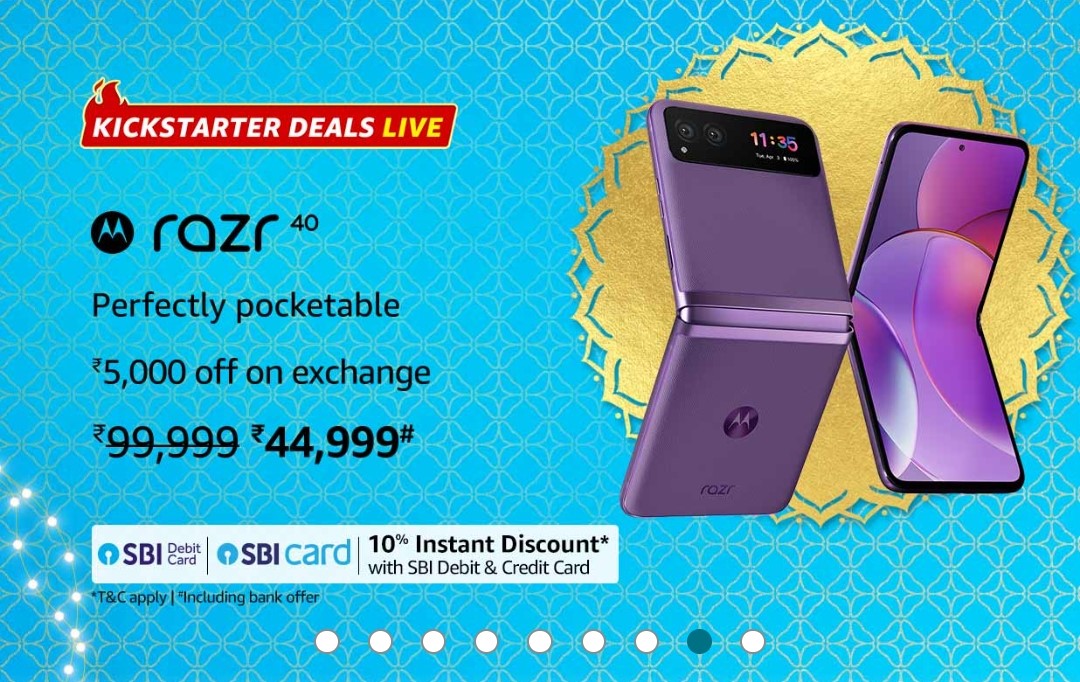 KICKSTARTER DEALS LIVE
razr 40
Perfectly pocketable
₹5,000 off on exchange
₹99,999 ₹44,999#
SBI Debit Card SBI card 10% Instant Discount*
with SBI Debit & Credit Card
*T&C apply | #Including bank offer
11:35
razr